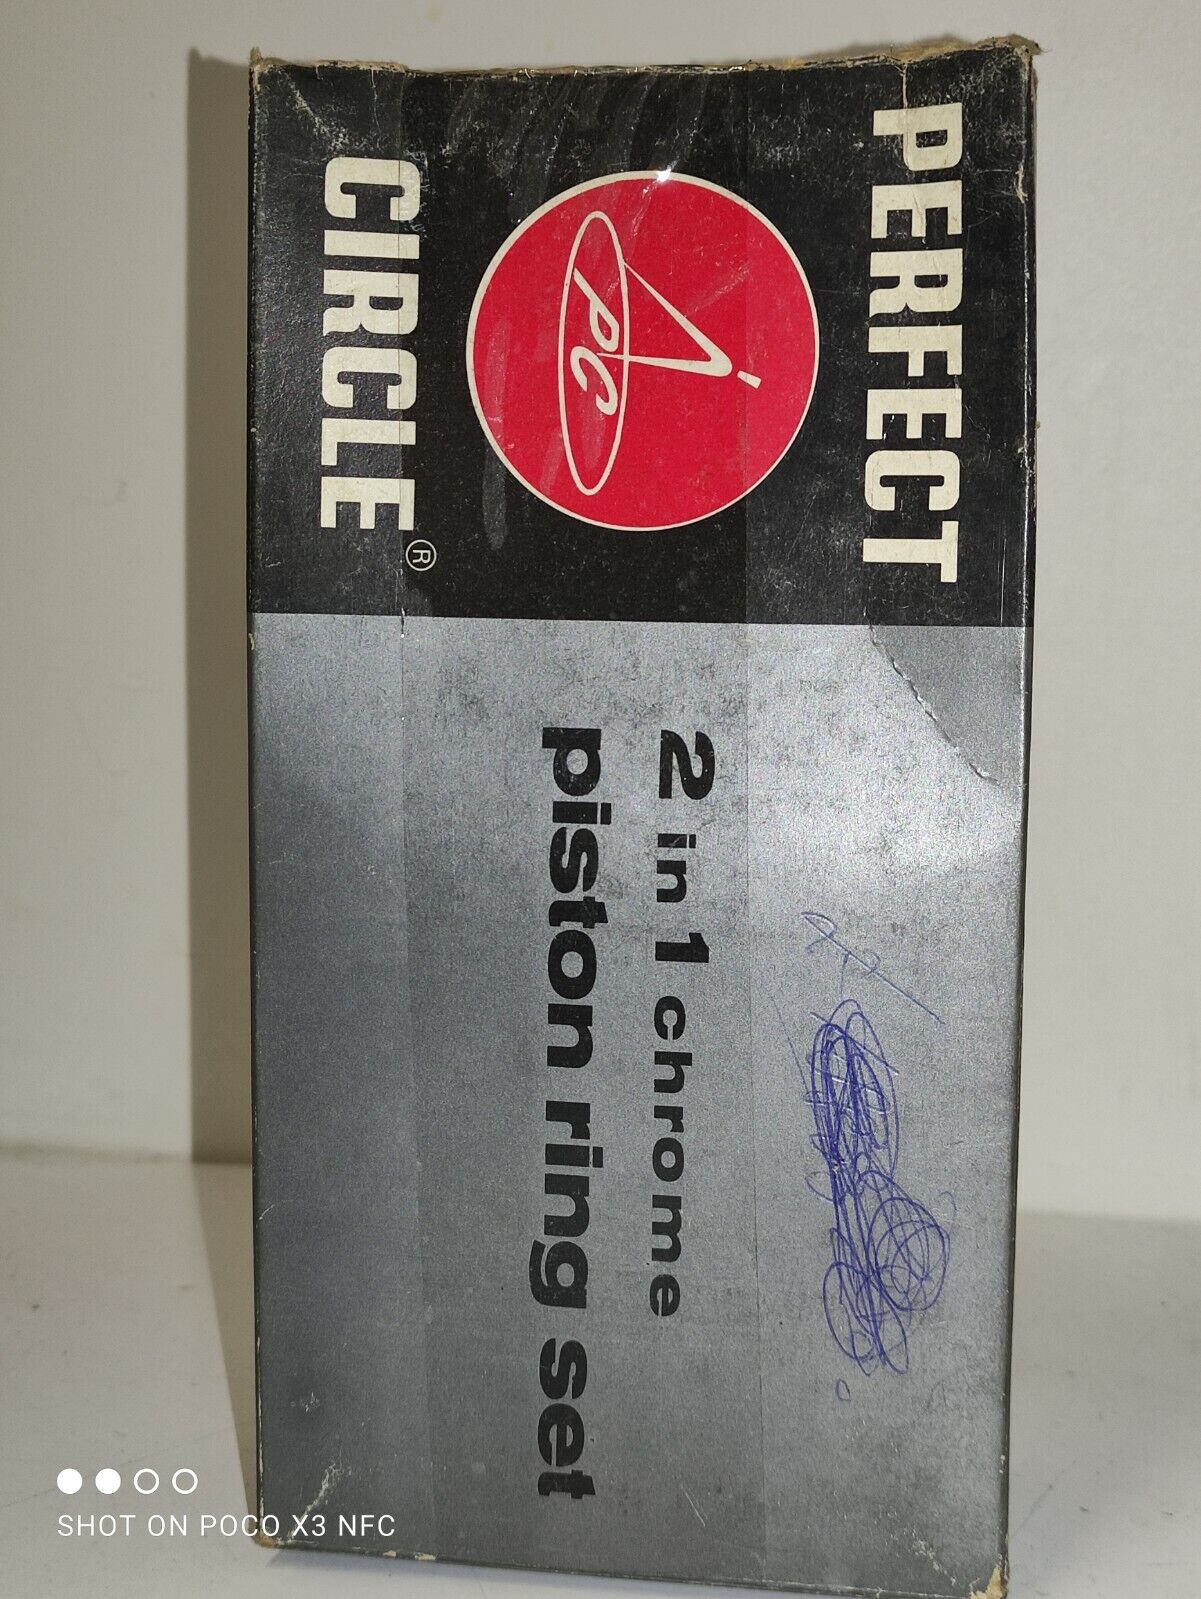 PERFECT
PC
CIRCLE®
2 in 1 chrome
piston ring set
SHOT ON POCO X3 NFC